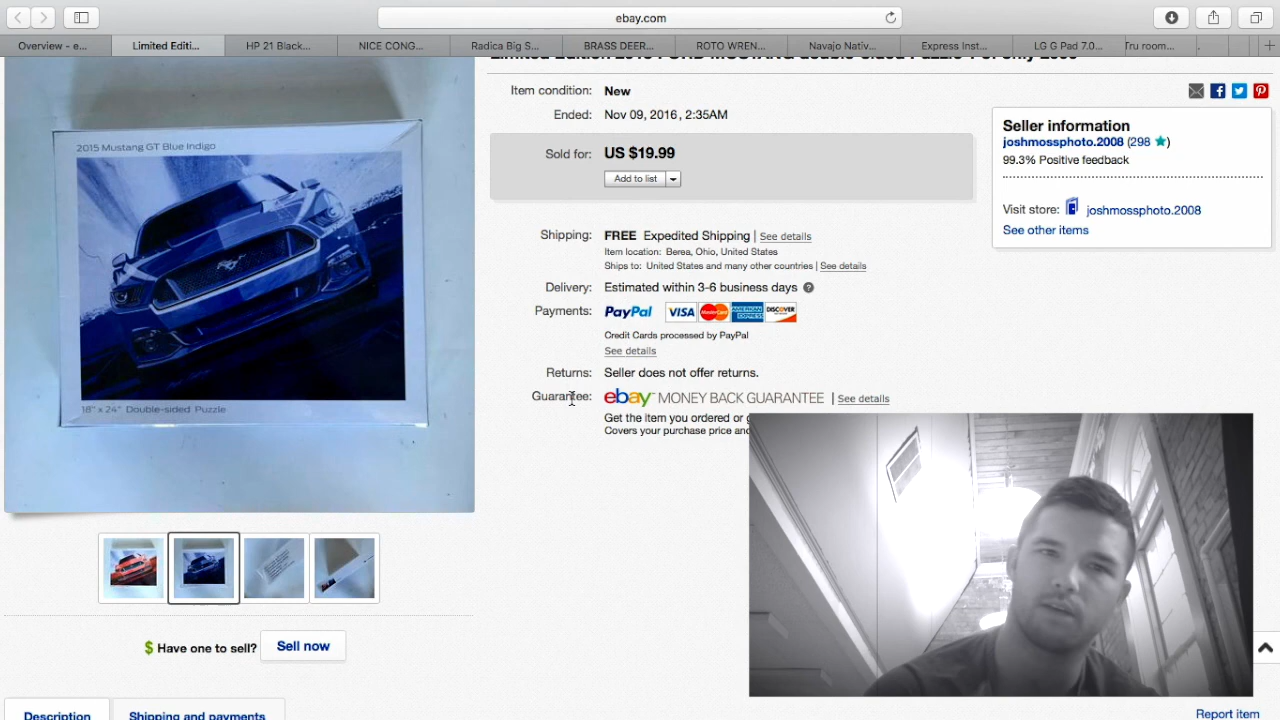 ebay.com
Overview - e...
Limited Editi...
HP 21 Black...
NICE CONG...
Radica Big S...
BRASS DEER...
ROTO WREN...
Navajo Nativ...
Express Inst...
LG G Pad 7.0...
Tru room...
Item condition: New
Ended: Nov 09, 2016 , 2:35AM
Sold for: US $19.99
Add to list
Shipping: FREE Expedited Shipping | See details
Item location: Berea, Ohio, United States
Ships to: United States and many other countries | See details
Delivery: Estimated within 3-6 business days
Payments: PayPal VISA MasterCard AMERICAN EXPRESS DISCOVER
Credit Cards processed by PayPal
See details
Returns: Seller does not offer returns.
Guarantee: ebay MONEY BACK GUARANTEE | See details
Get the item you ordered or g
Covers your purchase price and
Seller information
joshmossphoto.2008 (298 ★)
99.3% Positive feedback
Visit store: joshmossphoto.2008
See other items
2015 Mustang GT Blue Indigo
18" x 24" Double-sided Puzzle
$ Have one to sell? Sell now
Description
Shipping and payments
Report item